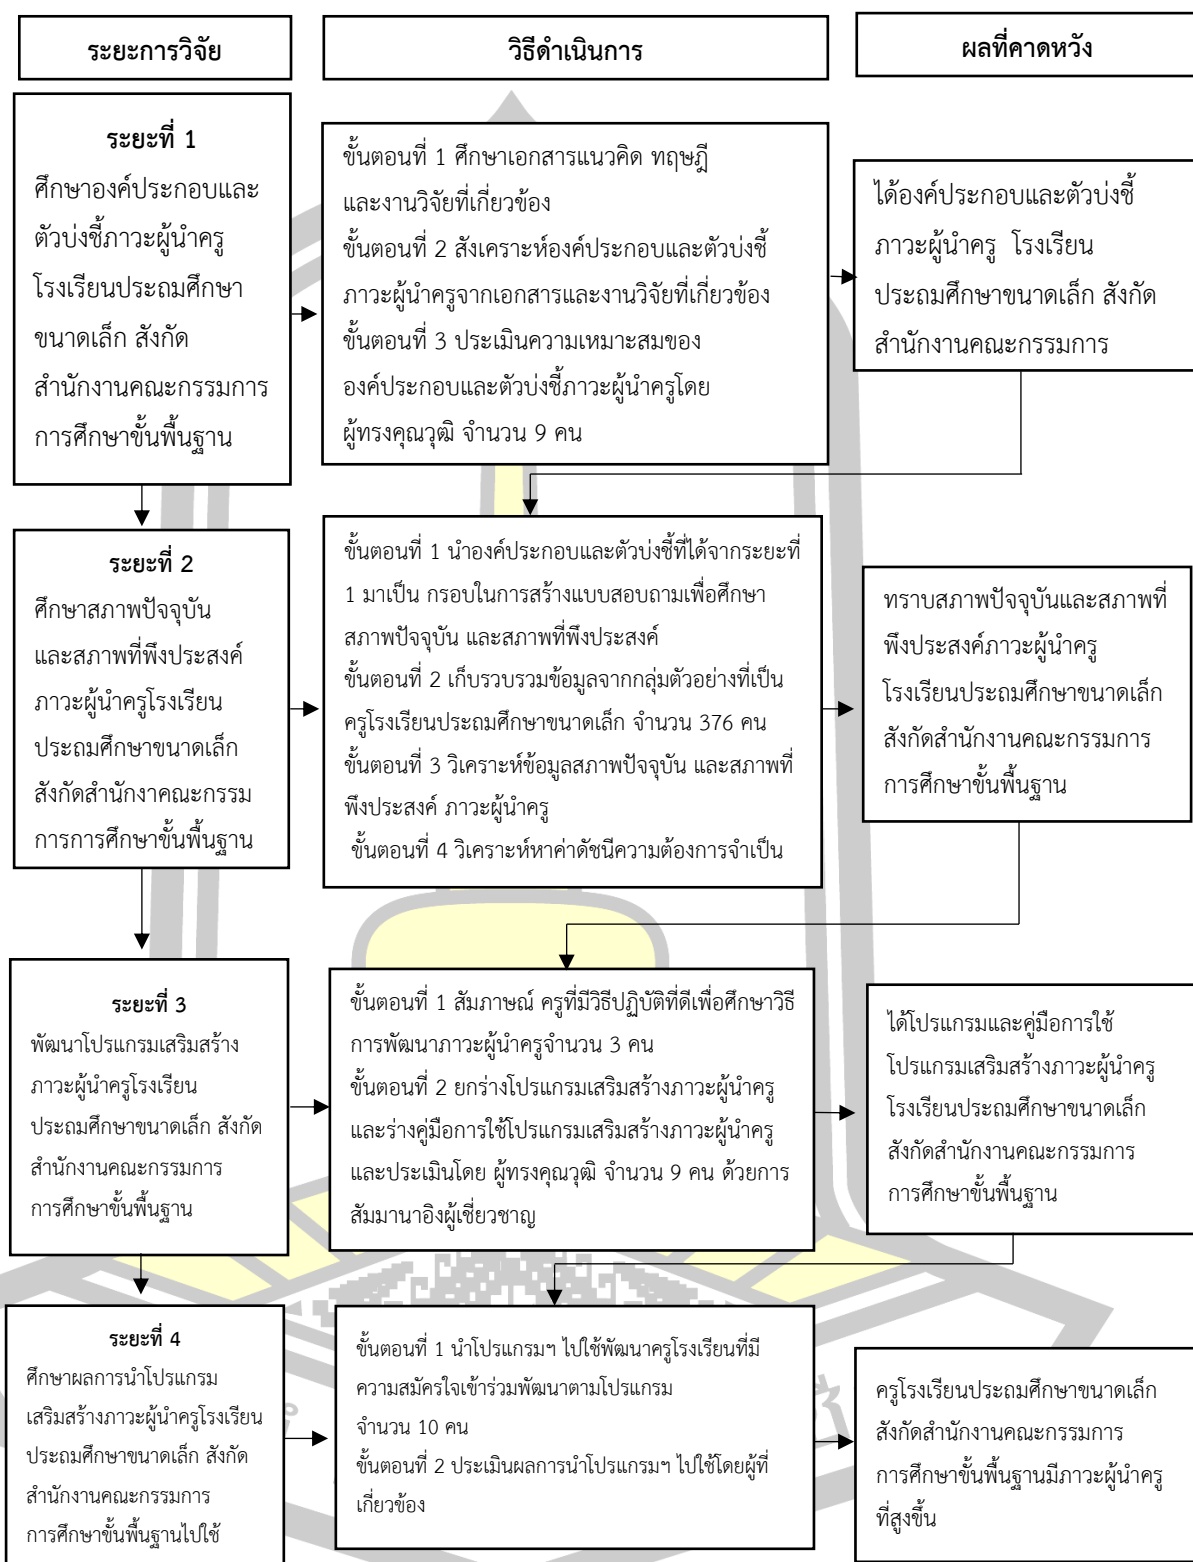 ระยะการวิจัย
วิธีดำเนินการ
ผลที่คาดหวัง
ระยะที่ 1
ศึกษาองค์ประกอบและ
ตัวบ่งชี้ภาวะผู้นำครู
โรงเรียนประถมศึกษา
ขนาดเล็ก สังกัด
สำนักงานคณะกรรมการ
การศึกษาขั้นพื้นฐาน
ขั้นตอนที่ 1 ศึกษาเอกสารแนวคิด ทฤษฎี
และงานวิจัยที่เกี่ยวข้อง
ขั้นตอนที่ 2 สังเคราะห์องค์ประกอบและตัวบ่งชี้
ภาวะผู้นำครูจากเอกสารและงานวิจัยที่เกี่ยวข้อง
ขั้นตอนที่ 3 ประเมินความเหมาะสมของ
องค์ประกอบและตัวบ่งชี้ภาวะผู้นำครูโดย
ผู้ทรงคุณวุฒิ จำนวน 9 คน
ได้องค์ประกอบและตัวบ่งชี้
ภาวะผู้นำครู โรงเรียน
ประถมศึกษาขนาดเล็ก สังกัด
สำนักงานคณะกรรมการ
ระยะที่ 2
ศึกษาสภาพปัจจุบัน
และสภาพที่พึงประสงค์
ภาวะผู้นำครูโรงเรียน
ประถมศึกษาขนาดเล็ก
สังกัดสำนักงาคณะกรรม
การการศึกษาขั้นพื้นฐาน
ขั้นตอนที่ 1 นำองค์ประกอบและตัวบ่งชี้ที่ได้จากระยะที่
1 มาเป็น กรอบในการสร้างแบบสอบถามเพื่อศึกษา
สภาพปัจจุบัน และสภาพที่พึงประสงค์
ขั้นตอนที่ 2 เก็บรวบรวมข้อมูลจากกลุ่มตัวอย่างที่เป็น
ครูโรงเรียนประถมศึกษาขนาดเล็ก จำนวน 376 คน
ขั้นตอนที่ 3 วิเคราะห์ข้อมูลสภาพปัจจุบัน และสภาพที่
พึงประสงค์ ภาวะผู้นำครู
ขั้นตอนที่ 4 วิเคราะห์หาค่าดัชนีความต้องการจำเป็น
ทราบสภาพปัจจุบันและสภาพที่
พึงประสงค์ภาวะผู้นำครู
โรงเรียนประถมศึกษาขนาดเล็ก
สังกัดสำนักงานคณะกรรมการ
การศึกษาขั้นพื้นฐาน
ระยะที่ 3
พัฒนาโปรแกรมเสริมสร้าง
ภาวะผู้นำครูโรงเรียน
ประถมศึกษาขนาดเล็ก สังกัด
สำนักงานคณะกรรมการ
การศึกษาขั้นพื้นฐาน
ขั้นตอนที่ 1 สัมภาษณ์ ครูที่มีวิธีปฏิบัติที่ดีเพื่อศึกษาวิธี
การพัฒนาภาวะผู้นำครูจำนวน 3 คน
ขั้นตอนที่ 2 ยกร่างโปรแกรมเสริมสร้างภาวะผู้นำครู
และร่างคู่มือการใช้โปรแกรมเสริมสร้างภาวะผู้นำครู
และประเมินโดย ผู้ทรงคุณวุฒิ จำนวน 9 คน ด้วยการ
สัมมานาอิงผู้เชี่ยวชาญ
ได้โปรแกรมและคู่มือการใช้
โปรแกรมเสริมสร้างภาวะผู้นำครู
โรงเรียนประถมศึกษาขนาดเล็ก
สังกัดสำนักงานคณะกรรมการ
การศึกษาขั้นพื้นฐาน
ระยะที่ 4
ศึกษาผลการนำโปรแกรม
เสริมสร้างภาวะผู้นำครูโรงเรียน
ประถมศึกษาขนาดเล็ก สังกัด
สำนักงานคณะกรรมการ
การศึกษาขั้นพื้นฐานไปใช้
ขั้นตอนที่ 1 นำโปรแกรมฯ ไปใช้พัฒนาครูโรงเรียนที่มี
ความสมัครใจเข้าร่วมพัฒนาตามโปรแกรม
จำนวน 10 คน
ขั้นตอนที่ 2 ประเมินผลการนำโปรแกรมฯ ไปใช้โดยผู้ที่
เกี่ยวข้อง
ครูโรงเรียนประถมศึกษาขนาดเล็ก
สังกัดสำนักงานคณะกรรมการ
การศึกษาขั้นพื้นฐานมีภาวะผู้นำครู
ที่สูงขึ้น